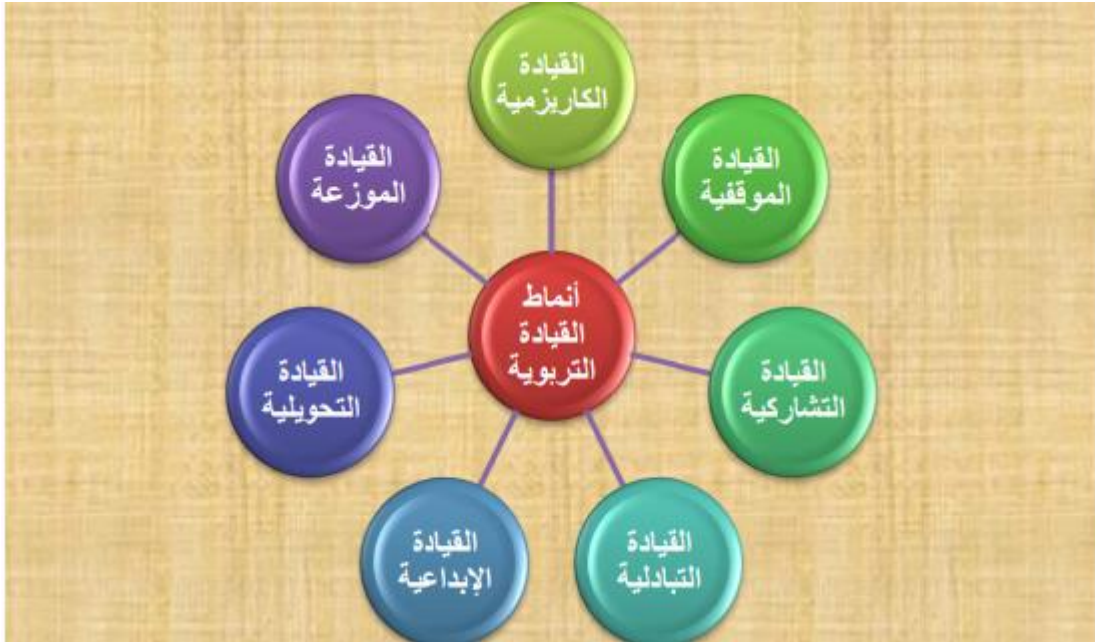 القيادة
الكاريزمية
القيادة
الموقفية
القيادة
التشاركية
القيادة
التبادلية
القيادة
الإبداعية
القيادة
التحويلية
القيادة
الموزعة
أنماط
القيادة
التربوية